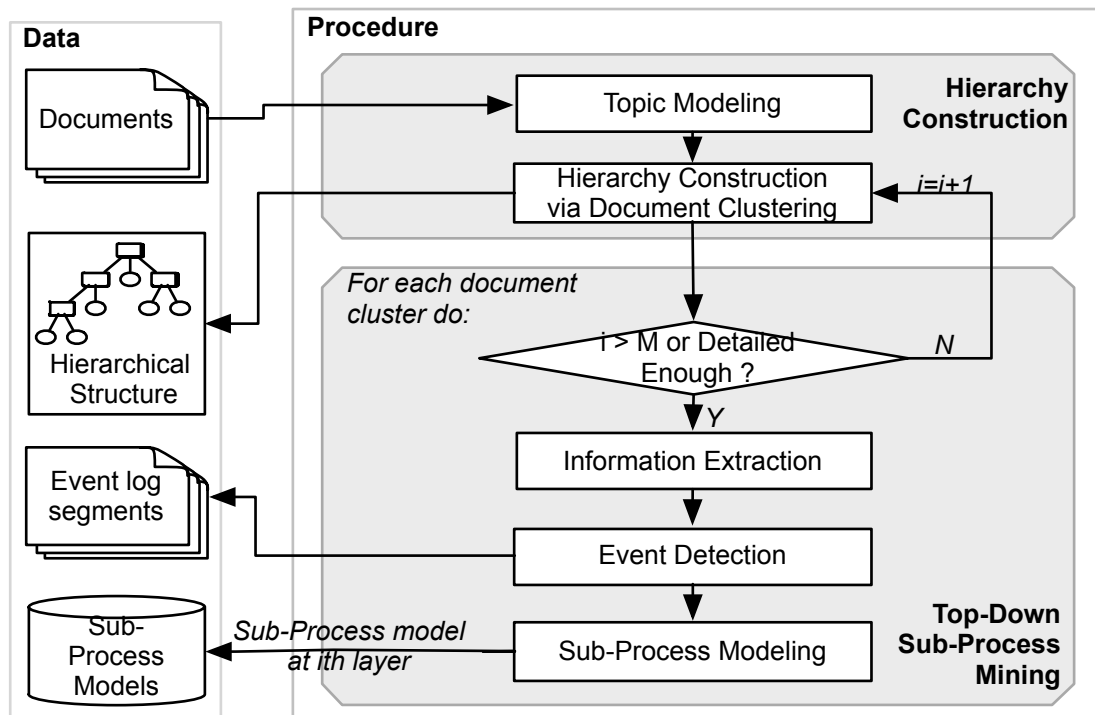 Data
Documents
Hierarchical
Structure
Event log
segments
Sub-
Process
Models
Procedure
Topic Modeling
Hierarchy
Construction
Hierarchy Construction
via Document Clustering
i=i+1
For each document
cluster do:
i > M or Detailed
Enough ?
N
Y
Information Extraction
Event Detection
Sub-Process Modeling
Sub-Process model
at ith layer
Top-Down
Sub-Process
Mining